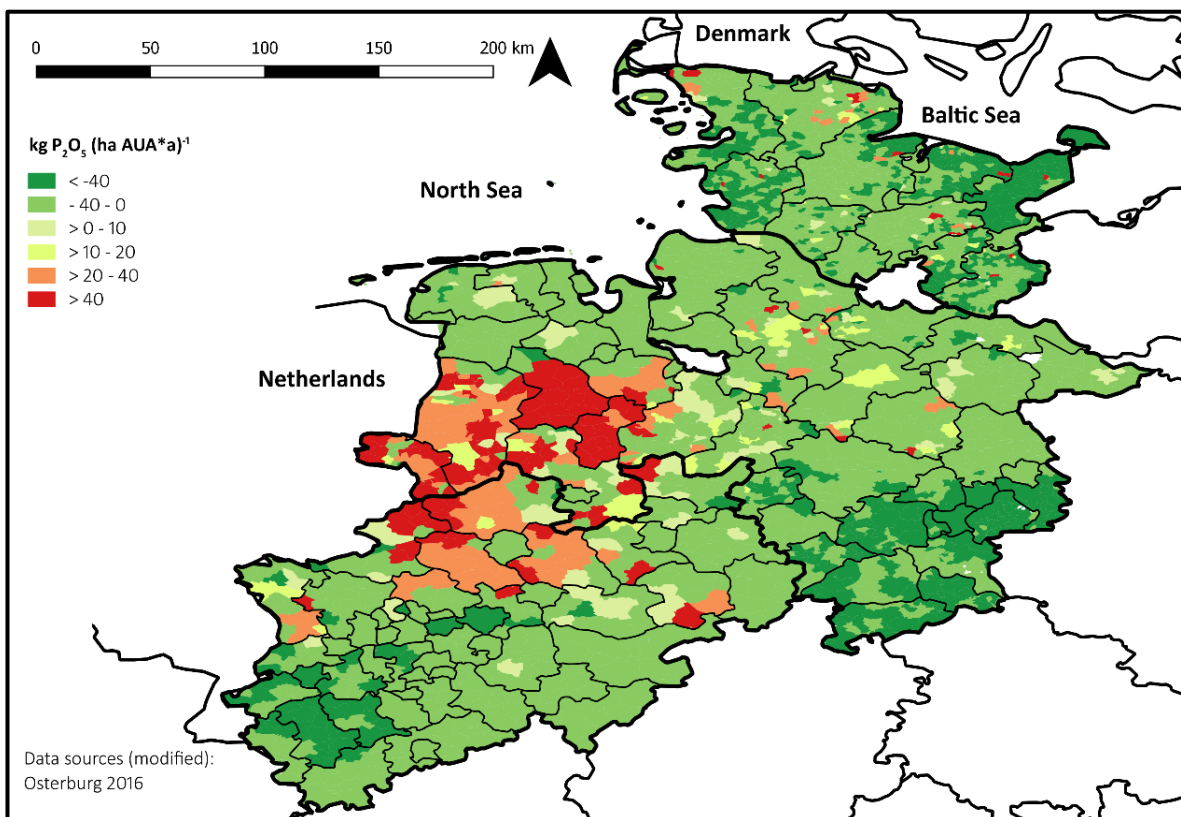 0 50 100 150 200 km
Denmark
Baltic Sea
kg P₂O₅ (ha AUA*a)⁻¹
< -40
- 40 - 0
> 0 - 10
> 10 - 20
> 20 - 40
> 40
North Sea
Netherlands
Data sources (modified):
Osterburg 2016